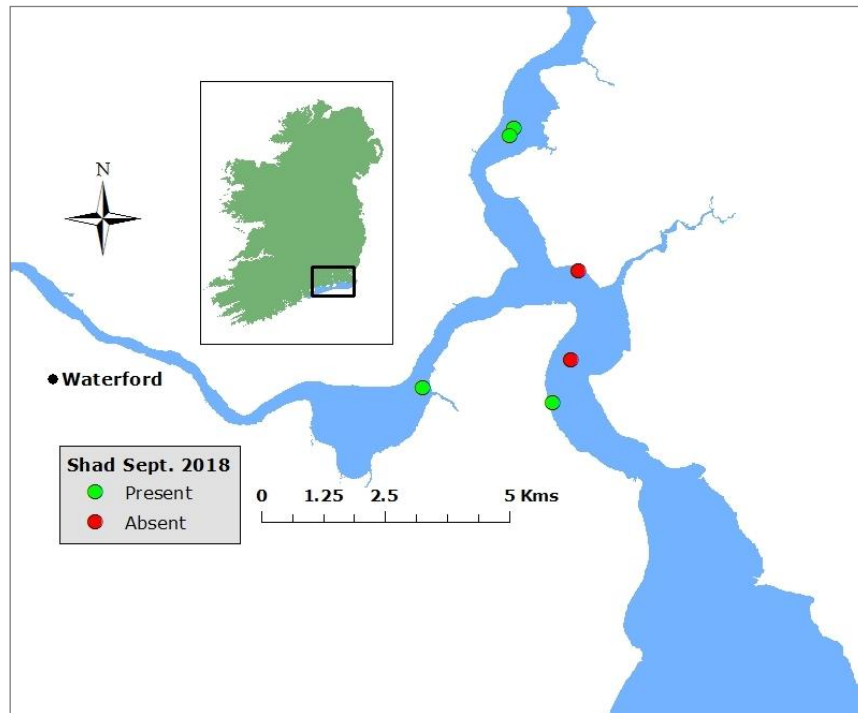 N
Waterford
Shad Sept. 2018
Present
Absent
0 1.25 2.5 5 Kms